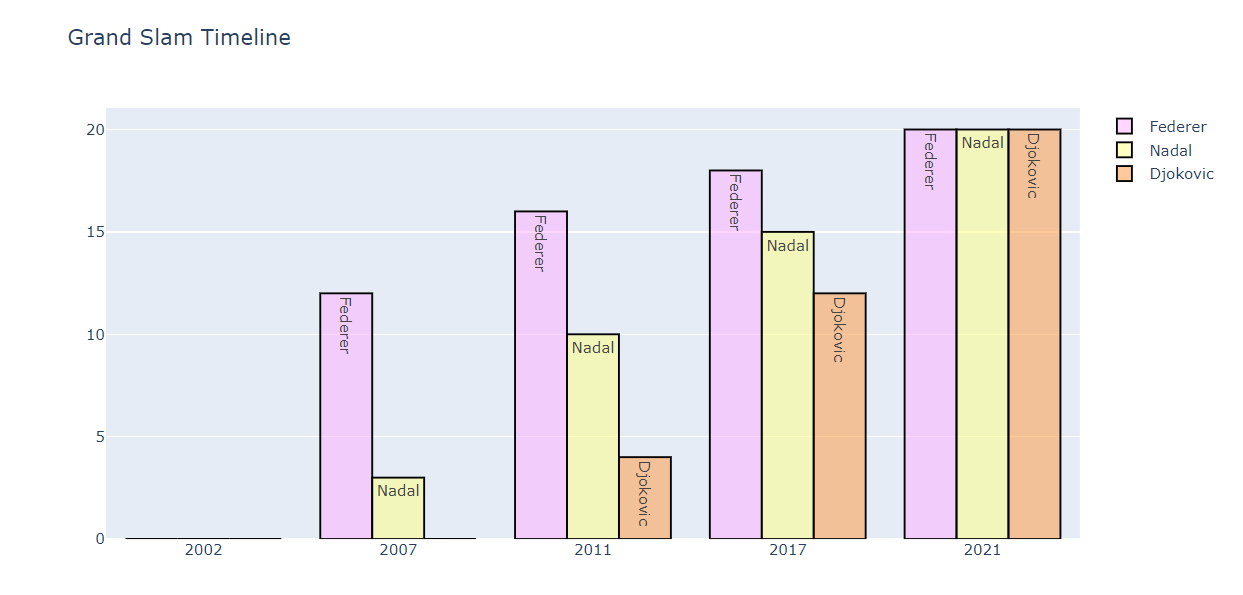 Grand Slam Timeline
Federer
Nadal
Djokovic
20
15
10
5
0
Federer
Nadal
Federer
Nadal
Djokovic
Federer
Nadal
Djokovic
Federer
Nadal
Djokovic
2002
2007
2011
2017
2021